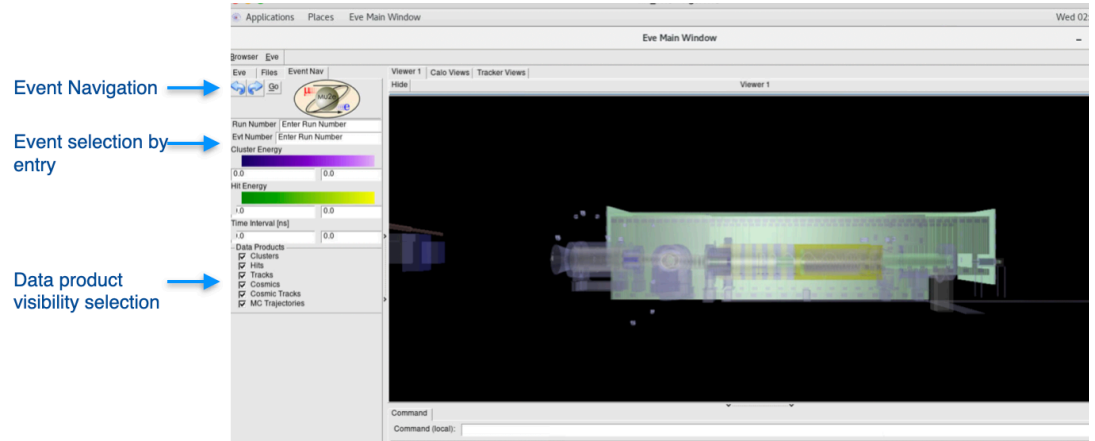 Applications Places Eve Main Window Wed 02:
Eve Main Window
Browser Eve
Eve Files Event Nav
Viewer 1 Calo Views Tracker Views
Hide Viewer 1
Event Navigation
Go
μ MU2e e
Run Number Enter Run Number
Event selection by
entry
Evt Number Enter Run Number
Cluster Energy
0.0 0.0
Hit Energy
0.0 0.0
Time Interval [ns]
0.0 0.0
Data Products
Data product
visibility selection
Clusters
Hits
Tracks
Cosmics
Cosmic Tracks
MC Trajectories
Command
Command (local):